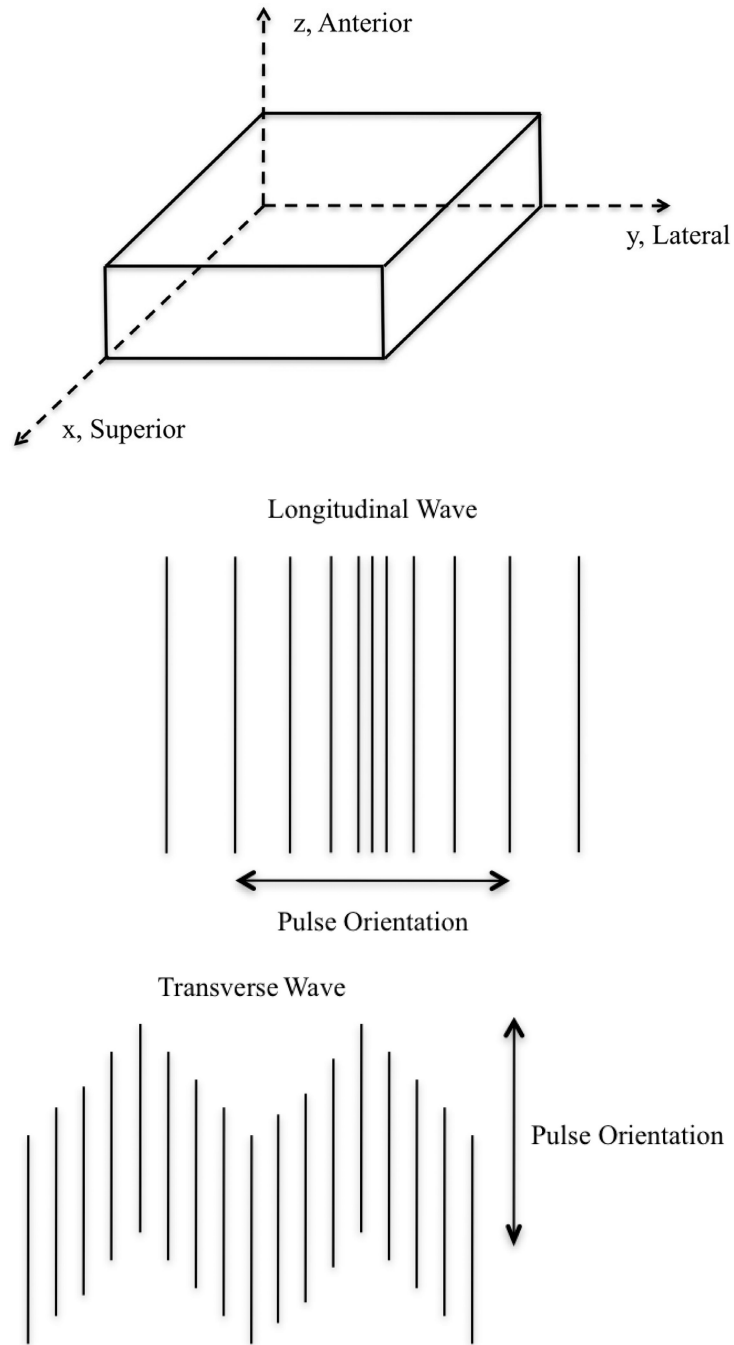 z, Anterior
y, Lateral
x, Superior
Longitudinal Wave
Pulse Orientation
Transverse Wave
Pulse Orientation